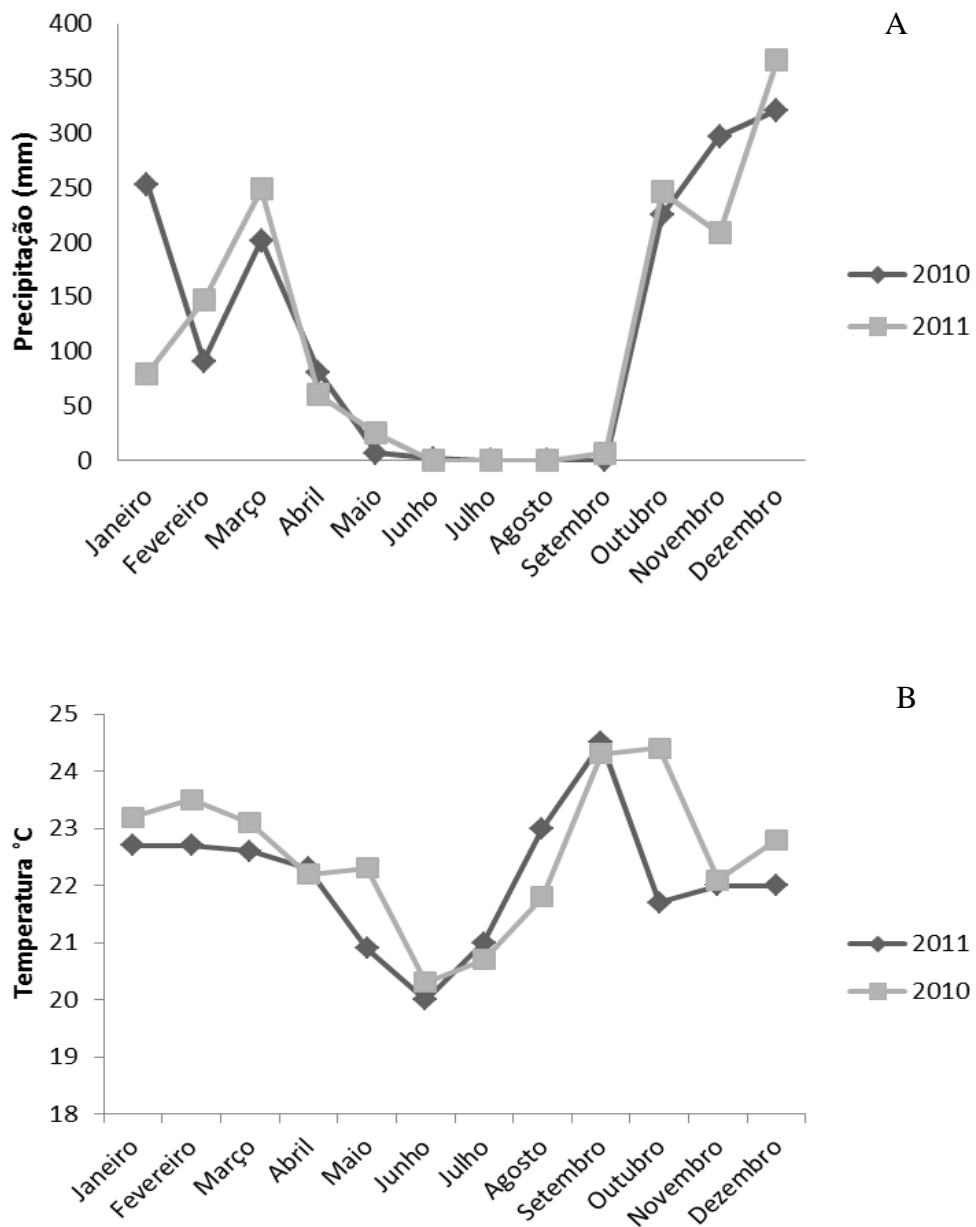 A
Precipitação (mm)
400
350
300
250
200
150
100
50
0
Janeiro
Fevereiro
Março
Abril
Maio
Junho
Julho
Agosto
Setembro
Outubro
Novembro
Dezembro
2010
2011
B
Temperatura °C
25
24
23
22
21
20
19
18
Janeiro
Fevereiro
Março
Abril
Maio
Junho
Julho
Agosto
Setembro
Outubro
Novembro
Dezembro
2011
2010